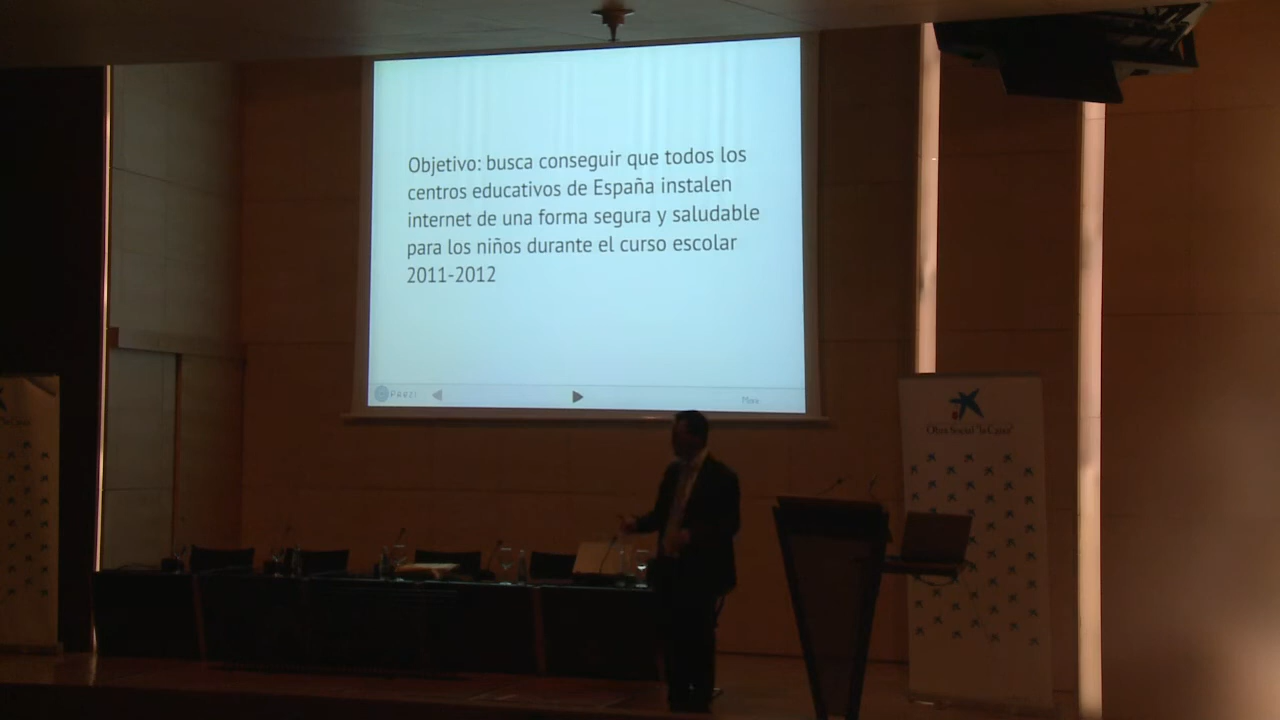 Objetivo: busca conseguir que todos los
centros educativos de España instalen
internet de una forma segura y saludable
para los niños durante el curso escolar
2011-2012
Prezi
More
Obra Social "la Caixa"